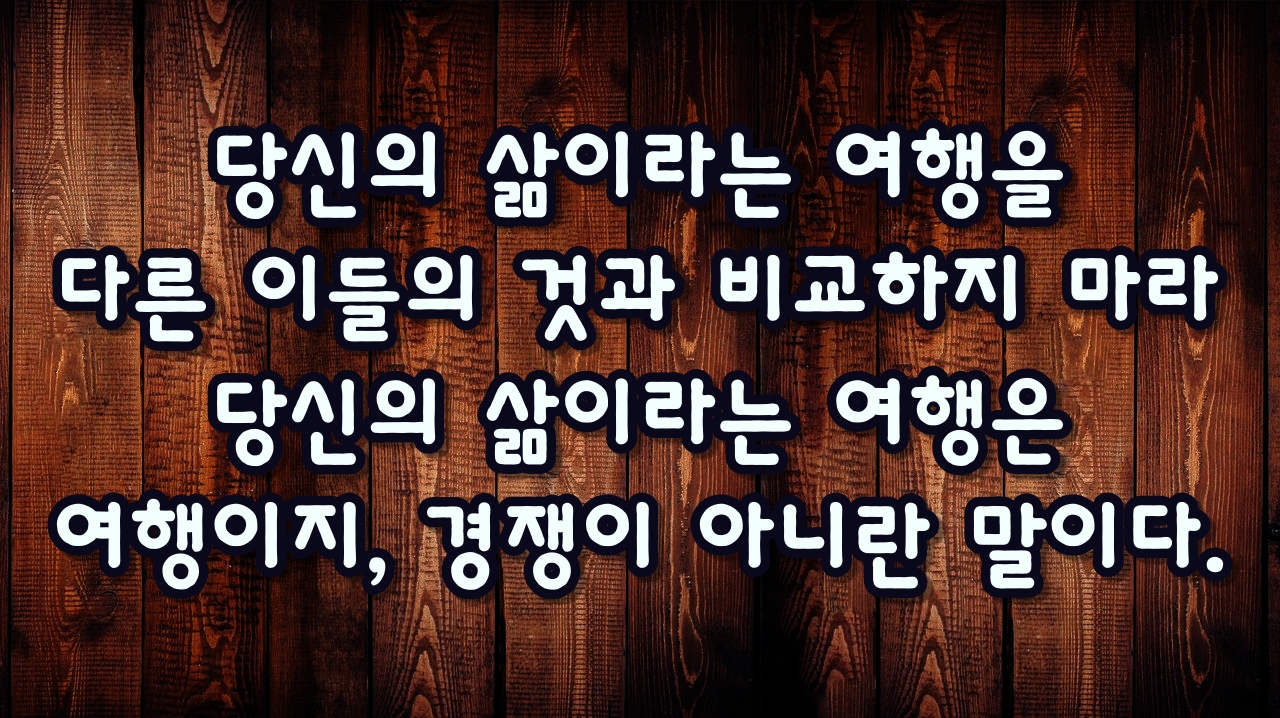 당신의 삶이라는 여행을
다른 이들의 것과 비교하지 마라
당신의 삶이라는 여행은
여행이지, 경쟁이 아니란 말이다.